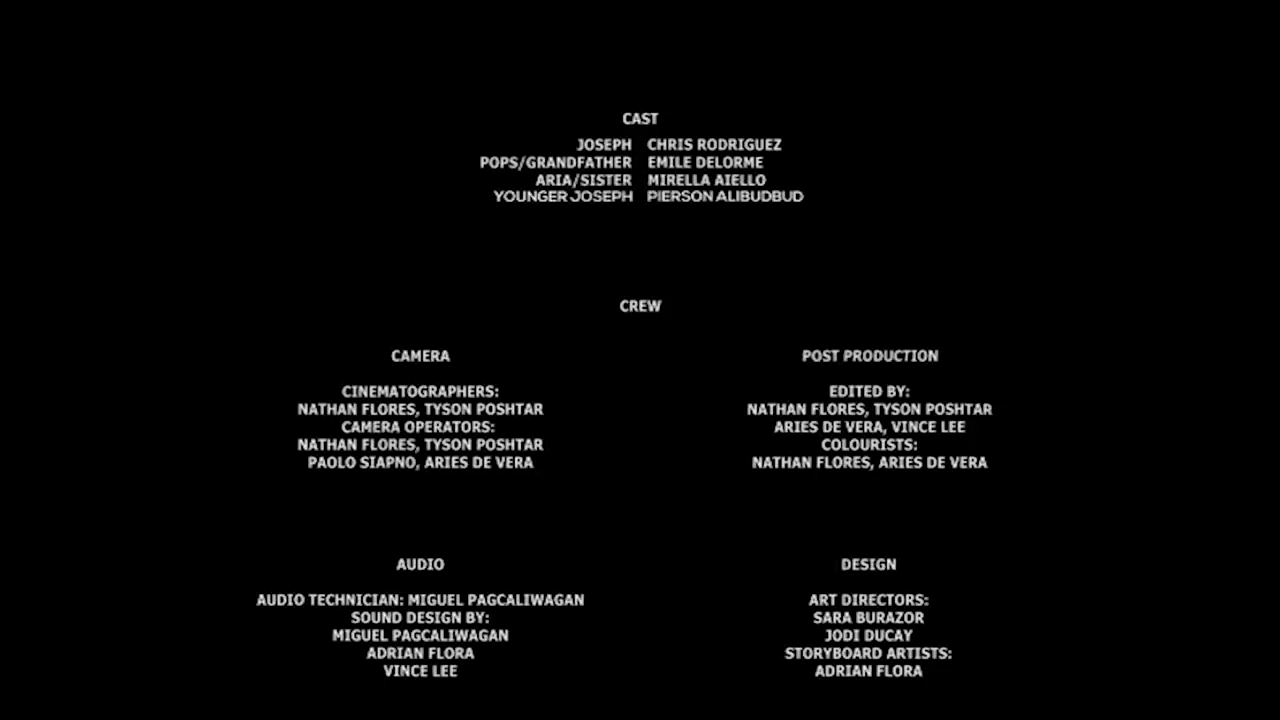 CAST
JOSEPH CHRIS RODRIGUEZ
POPS/GRANDFATHER EMILE DELORME
ARIA/SISTER MIRELLA AIELLO
YOUNGER JOSEPH PIERSON ALIBUDBUD
CREW
CAMERA
CINEMATOGRAPHERS:
NATHAN FLORES, TYSON POSHTAR
CAMERA OPERATORS:
NATHAN FLORES, TYSON POSHTAR
PAOLO SIAPNO, ARIES DE VERA
POST PRODUCTION
EDITED BY:
NATHAN FLORES, TYSON POSHTAR
ARIES DE VERA, VINCE LEE
COLOURISTS:
NATHAN FLORES, ARIES DE VERA
AUDIO
AUDIO TECHNICIAN: MIGUEL PAGCALIWAGAN
SOUND DESIGN BY:
MIGUEL PAGCALIWAGAN
ADRIAN FLORA
VINCE LEE
DESIGN
ART DIRECTORS:
SARA BURAZOR
JODI DUCAY
STORYBOARD ARTISTS:
ADRIAN FLORA